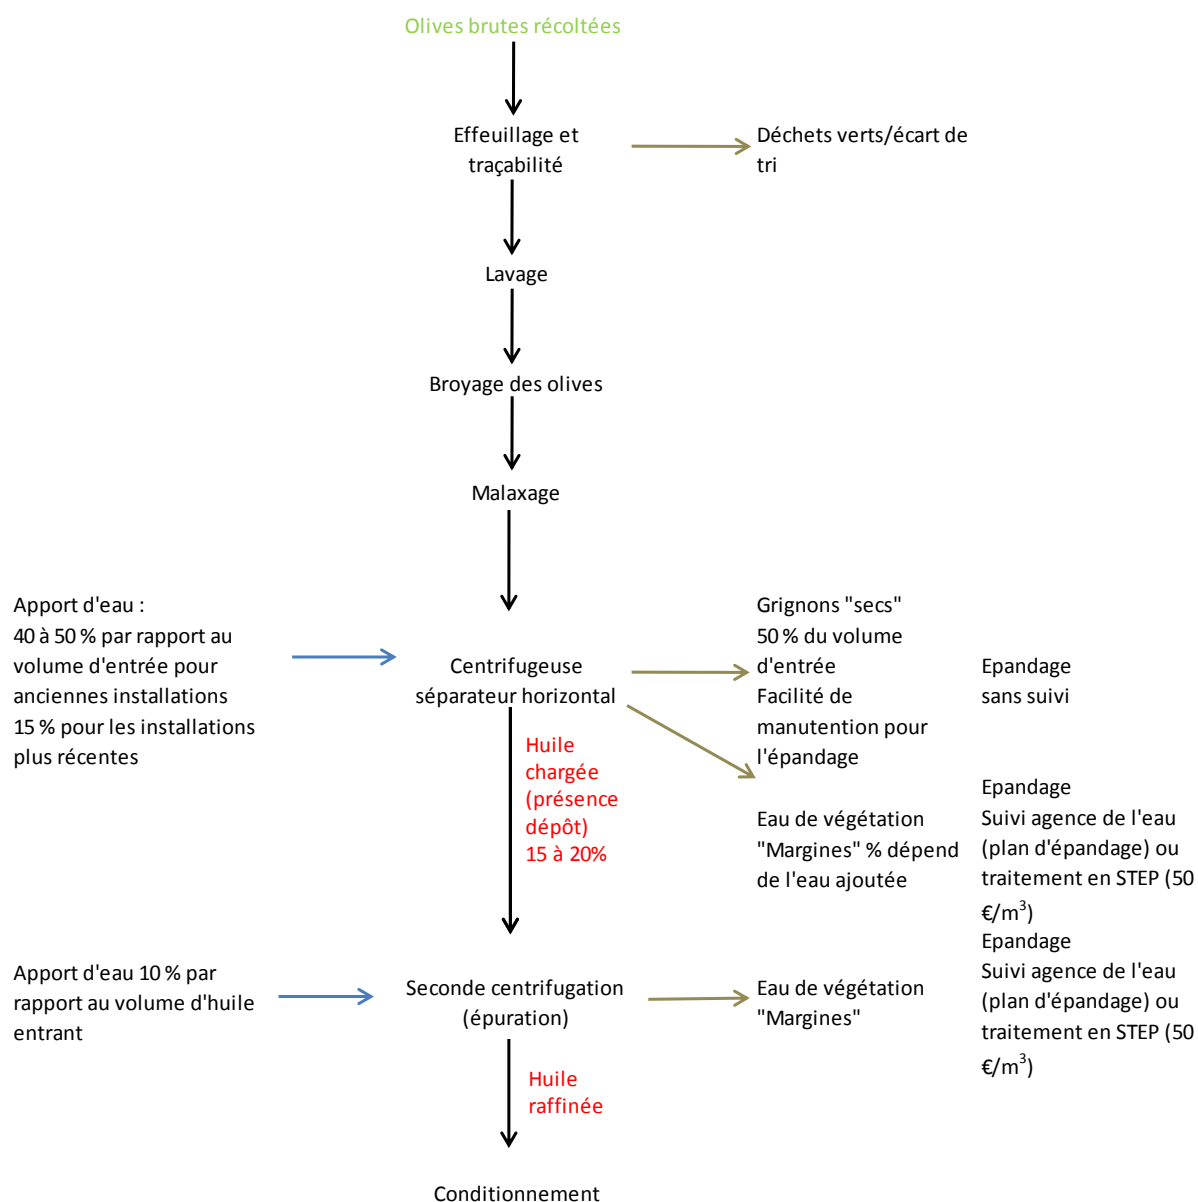 Olives brutes récoltées
Effeuillage et
traçabilité
Déchets verts/écart de
tri
Lavage
Broyage des olives
Malaxage
Apport d'eau :
40 à 50 % par rapport au
volume d'entrée pour
anciennes installations
15 % pour les installations
plus récentes
Centrifugeuse
séparateur horizontal
Grignons "secs"
50 % du volume
d'entrée
Facilité de
manutention pour
l'épandage
Epandage
sans suivi
Huile
chargée
(présence
dépôt)
15 à 20%
Eau de végétation
"Margines" % dépend
de l'eau ajoutée
Epandage
Suivi agence de l'eau
(plan d'épandage) ou
traitement en STEP (50
€/m³)
Apport d'eau 10 % par
rapport au volume d'huile
entrant
Seconde centrifugation
(épuration)
Eau de végétation
"Margines"
Epandage
Suivi agence de l'eau
(plan d'épandage) ou
traitement en STEP (50
€/m³)
Huile
raffinée
Conditionnement